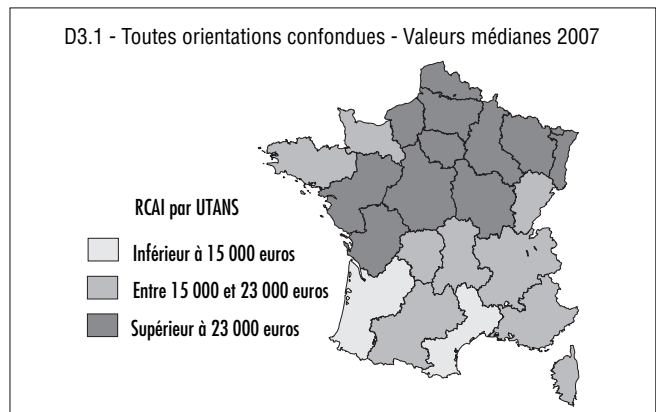 D3.1 - Toutes orientations confondues - Valeurs médianes 2007
RCAI par UTANS
Inférieur à 15 000 euros
Entre 15 000 et 23 000 euros
Supérieur à 23 000 euros